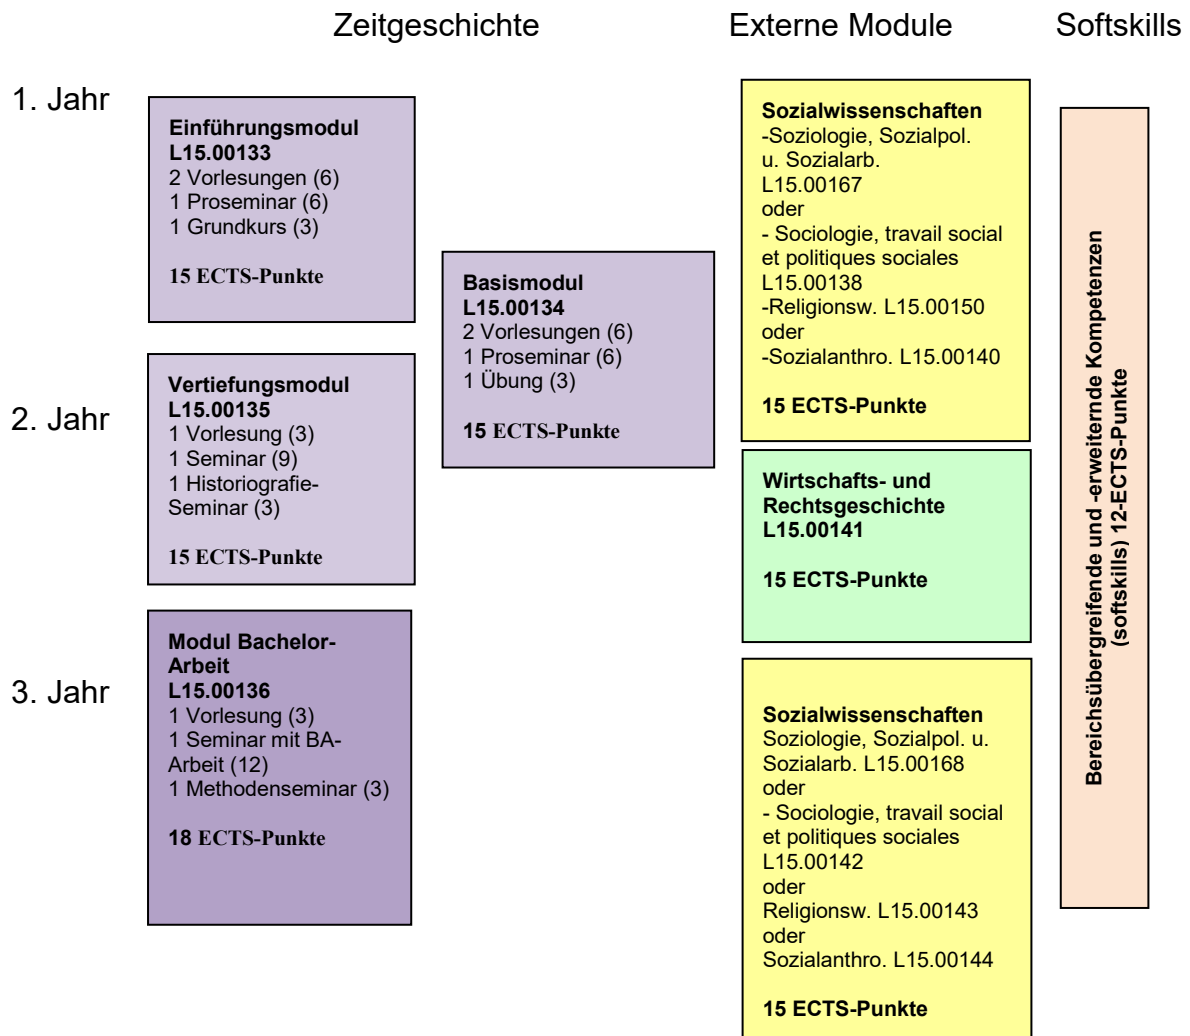 Zeitgeschichte
Externe Module
Softskills
1. Jahr
Einführungsmodul
L15.00133
2 Vorlesungen (6)
1 Proseminar (6)
1 Grundkurs (3)
15 ECTS-Punkte
Basismodul
L15.00134
2 Vorlesungen (6)
1 Proseminar (6)
1 Übung (3)
15 ECTS-Punkte
Sozialwissenschaften
-Soziologie, Sozialpol.
u. Sozialarb.
L15.00167
oder
- Sociologie, travail social
et politiques sociales
L15.00138
-Religionsw. L15.00150
oder
-Sozialanthro. L15.00140
15 ECTS-Punkte
2. Jahr
Vertiefungsmodul
L15.00135
1 Vorlesung (3)
1 Seminar (9)
1 Historiografie-
Seminar (3)
15 ECTS-Punkte
Wirtschafts- und
Rechtsgeschichte
L15.00141
15 ECTS-Punkte
3. Jahr
Modul Bachelor-
Arbeit
L15.00136
1 Vorlesung (3)
1 Seminar mit BA-
Arbeit (12)
1 Methodenseminar (3)
18 ECTS-Punkte
Sozialwissenschaften
Soziologie, Sozialpol. u.
Sozialarb. L15.00168
oder
- Sociologie, travail social
et politiques sociales
L15.00142
oder
Religionsw. L15.00143
oder
Sozialanthro. L15.00144
15 ECTS-Punkte
Bereichsübergreifende und -erweiternde Kompetenzen
(softskills) 12-ECTS-Punkte